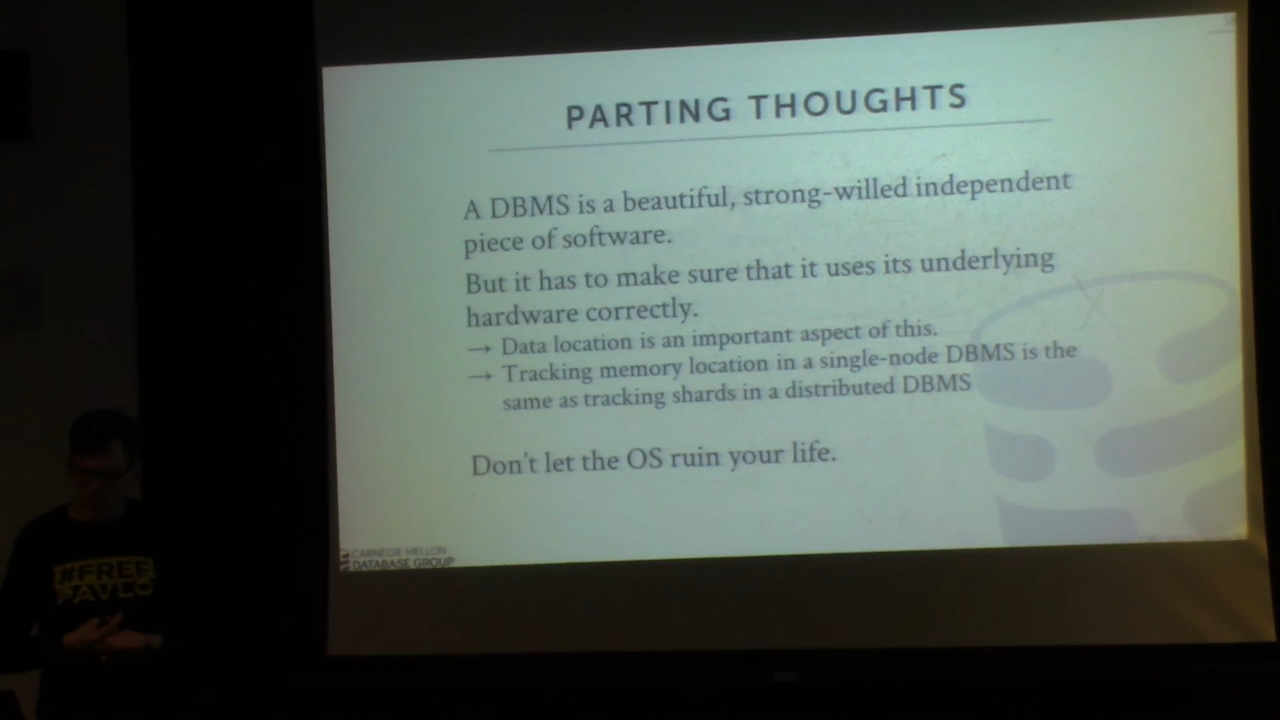 PARTING THOUGHTS
A DBMS is a beautiful, strong-willed independent
piece of software.
But it has to make sure that it uses its underlying
hardware correctly.
→ Data location is an important aspect of this.
→ Tracking memory location in a single-node DBMS is the
same as tracking shards in a distributed DBMS
Don't let the OS ruin your life.
CARNEGIE MELLON
DATABASE GROUP
#FREE
PAVLO